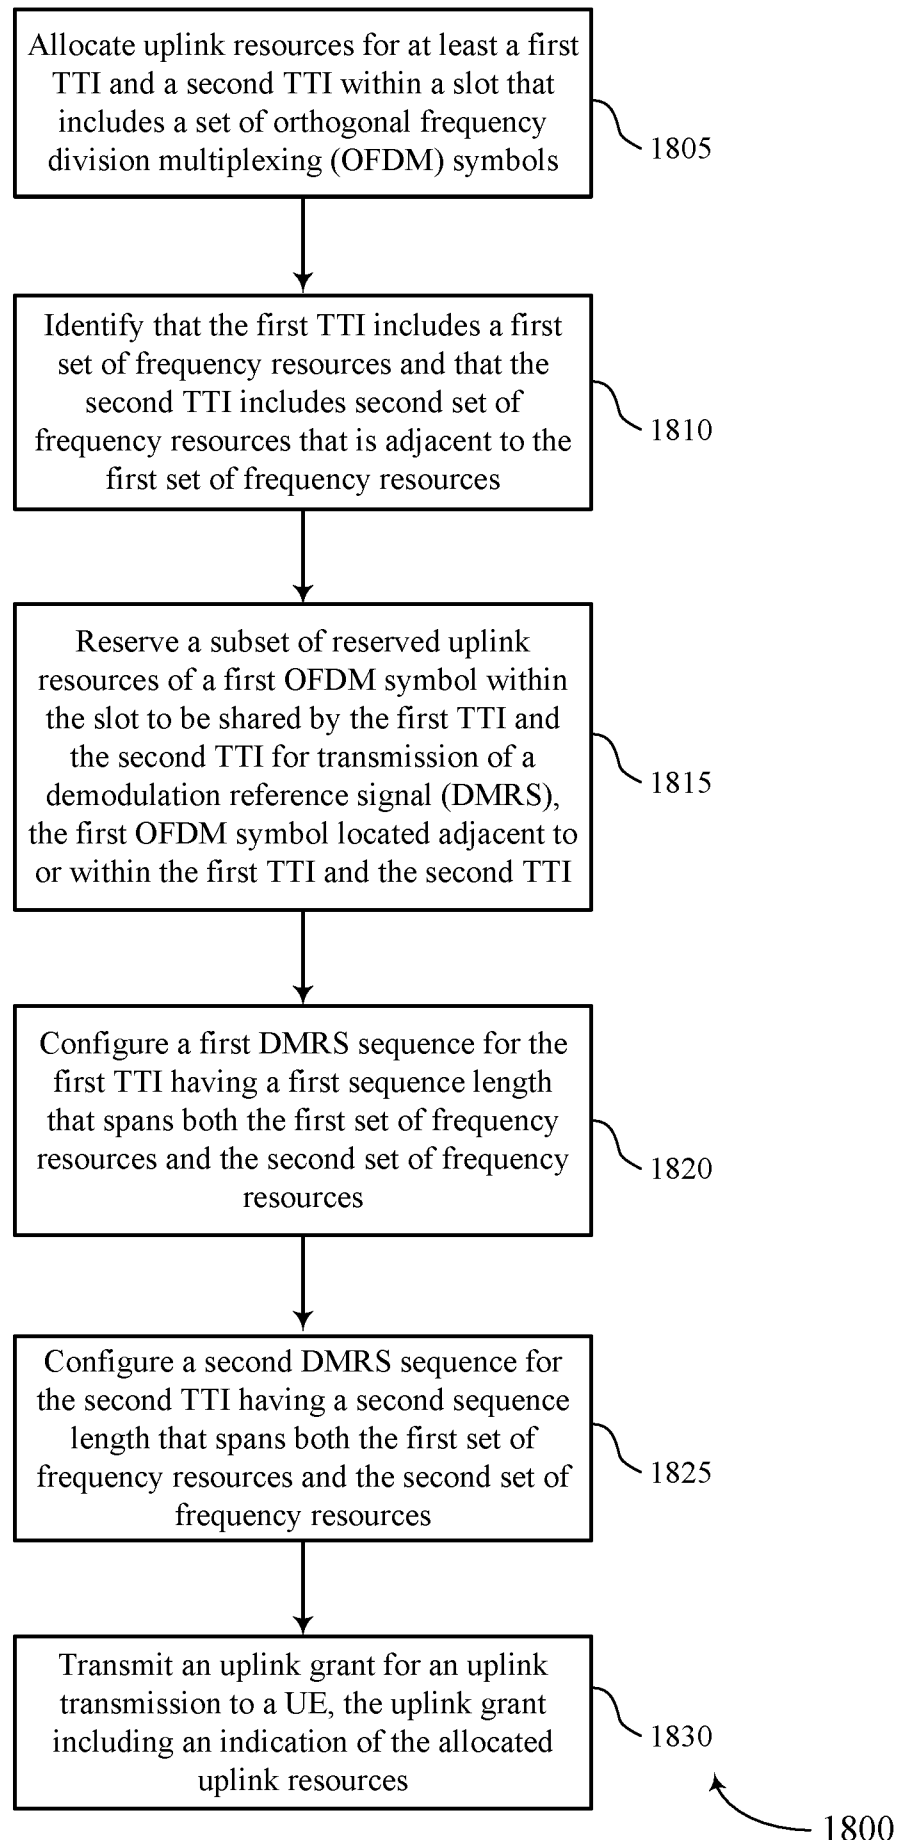 Allocate uplink resources for at least a first
TTI and a second TTI within a slot that
includes a set of orthogonal frequency
division multiplexing (OFDM) symbols
1805
Identify that the first TTI includes a first
set of frequency resources and that the
second TTI includes second set of
frequency resources that is adjacent to the
first set of frequency resources
1810
Reserve a subset of reserved uplink
resources of a first OFDM symbol within
the slot to be shared by the first TTI and
the second TTI for transmission of a
demodulation reference signal (DMRS),
the first OFDM symbol located adjacent to
or within the first TTI and the second TTI
1815
Configure a first DMRS sequence for the
first TTI having a first sequence length
that spans both the first set of frequency
resources and the second set of frequency
resources
1820
Configure a second DMRS sequence for
the second TTI having a second sequence
length that spans both the first set of
frequency resources and the second set of
frequency resources
1825
Transmit an uplink grant for an uplink
transmission to a UE, the uplink grant
including an indication of the allocated
uplink resources
1830
1800